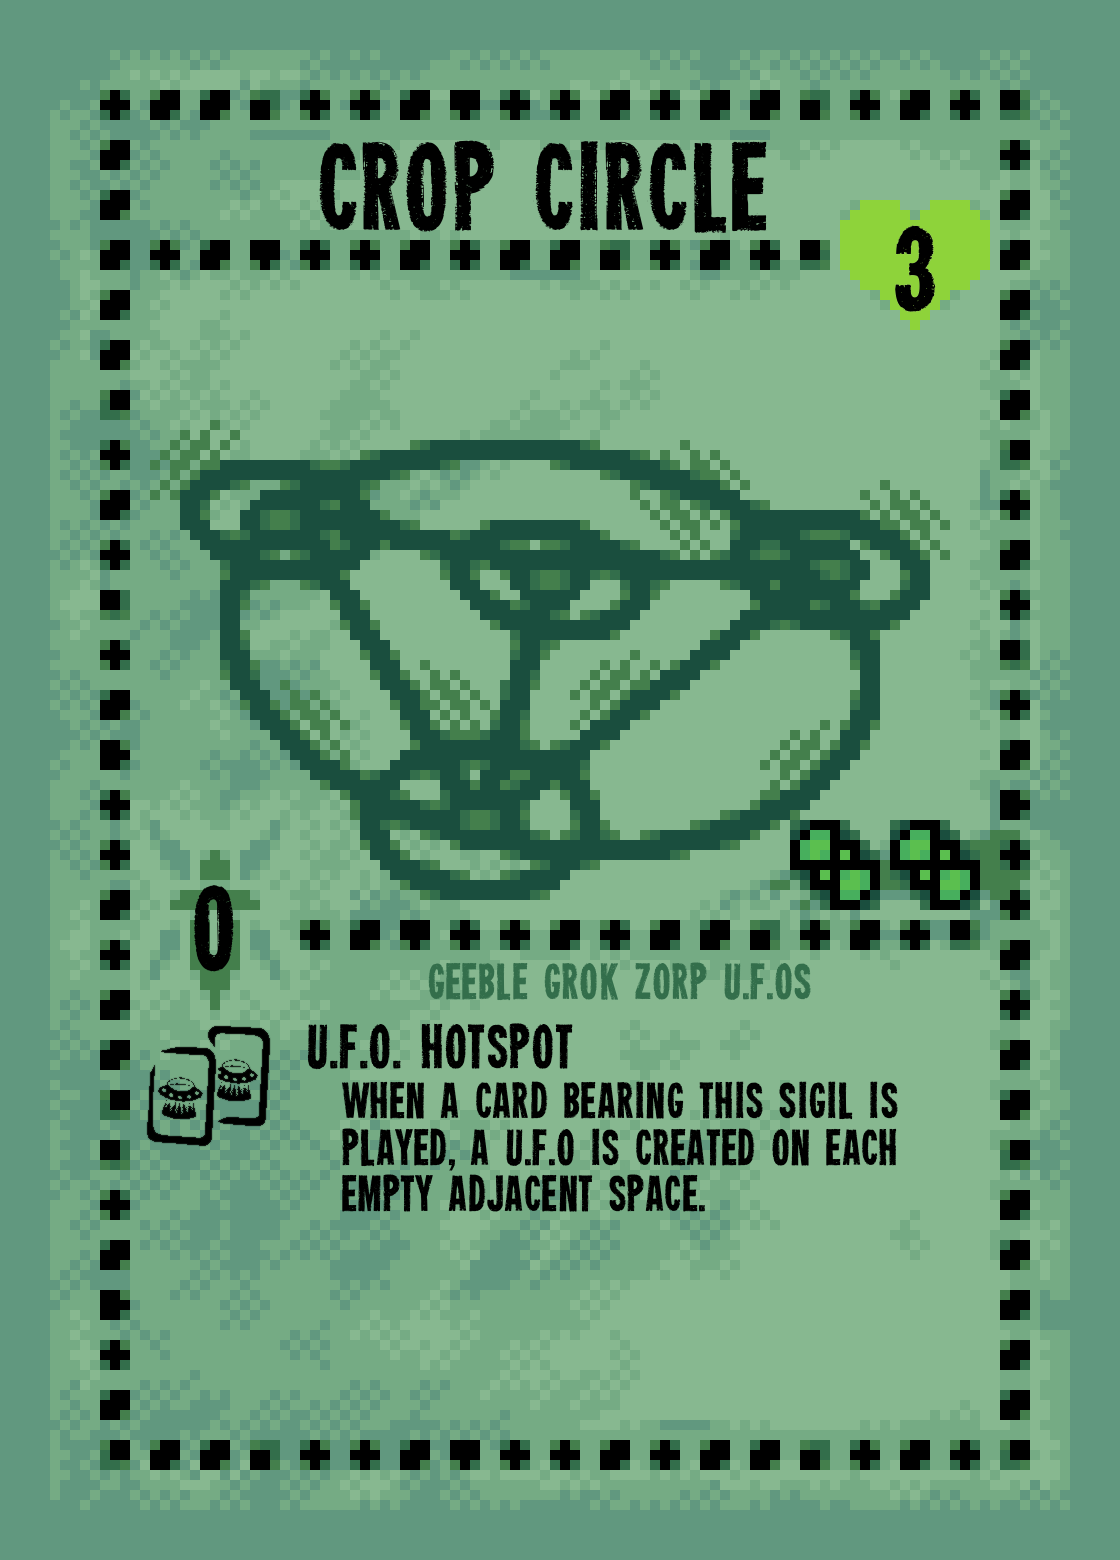 CROP CIRCLE
3
0
GEEBLE GROK ZORP U.F.OS
U.F.O. HOTSPOT
WHEN A CARD BEARING THIS SIGIL IS
PLAYED, A U.F.O IS CREATED ON EACH
EMPTY ADJACENT SPACE.